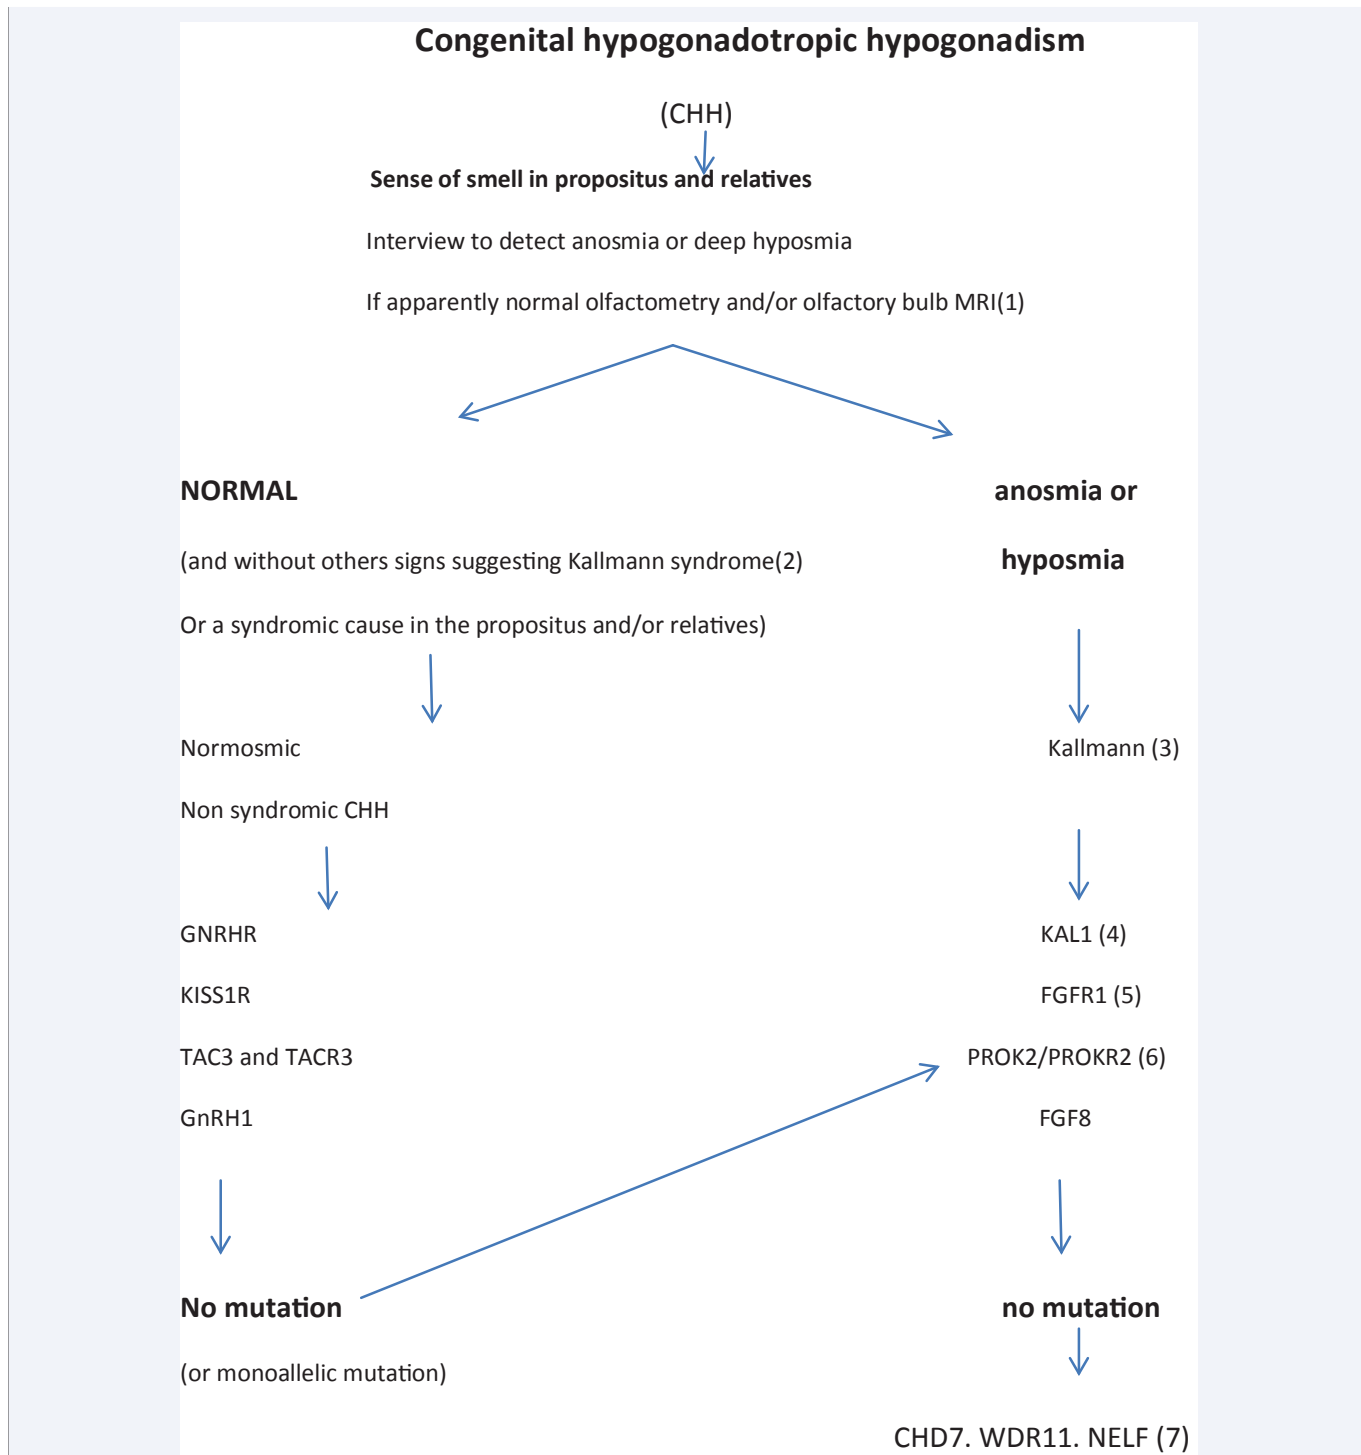 Congenital hypogonadotropic hypogonadism
(CHH)
Sense of smell in propositus and relatives
Interview to detect anosmia or deep hyposmia
If apparently normal olfactometry and/or olfactory bulb MRI(1)
NORMAL
(and without others signs suggesting Kallmann syndrome(2)
Or a syndromic cause in the propositus and/or relatives)
Normosmic
Non syndromic CHH
GNRHR
KISS1R
TAC3 and TACR3
GnRH1
No mutation
(or monoallelic mutation)
anosmia or
hyposmia
Kallmann (3)
KAL1 (4)
FGFR1 (5)
PROK2/PROKR2 (6)
FGF8
no mutation
CHD7. WDR11. NELF (7)